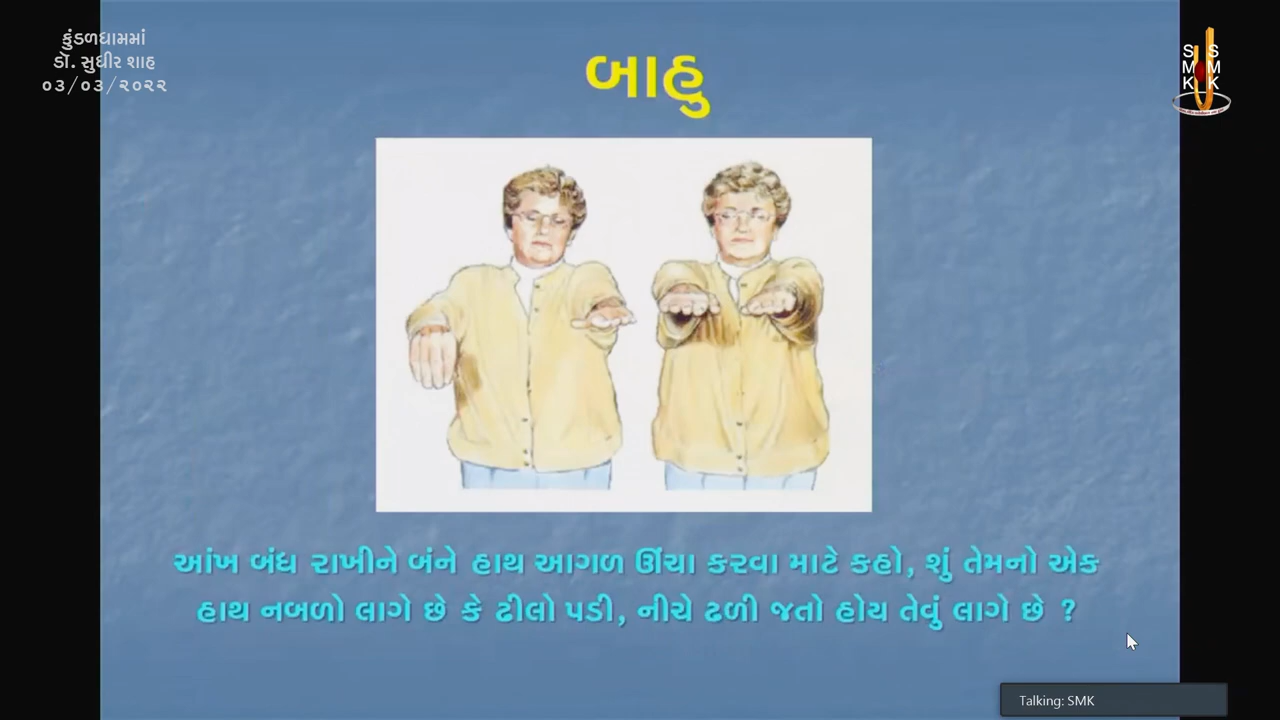 કુંડળધામમાં
ડૉ. સુધીર શાહ
૦૩/૦૩/૨૦૨૨
S S
M M
K K
બાહુ
આંખ બંધ રાખીને બંને હાથ આગળ ઊંચા કરવા માટે કહો, શું તેમનો એક
હાથ નબળો લાગે છે કે ઢીલો પડી, નીચે ઢળી જતો હોય તેવું લાગે છે ?
Talking: SMK